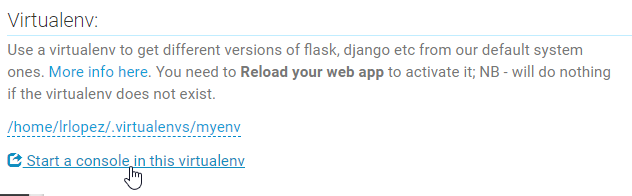 Virtualenv:
Use a virtualenv to get different versions of flask, django etc from our default system
ones. More info here. You need to Reload your web app to activate it; NB - will do nothing
if the virtualenv does not exist.
/home/lrlopez/.virtualenvs/myenv
Start a console in this virtualenv